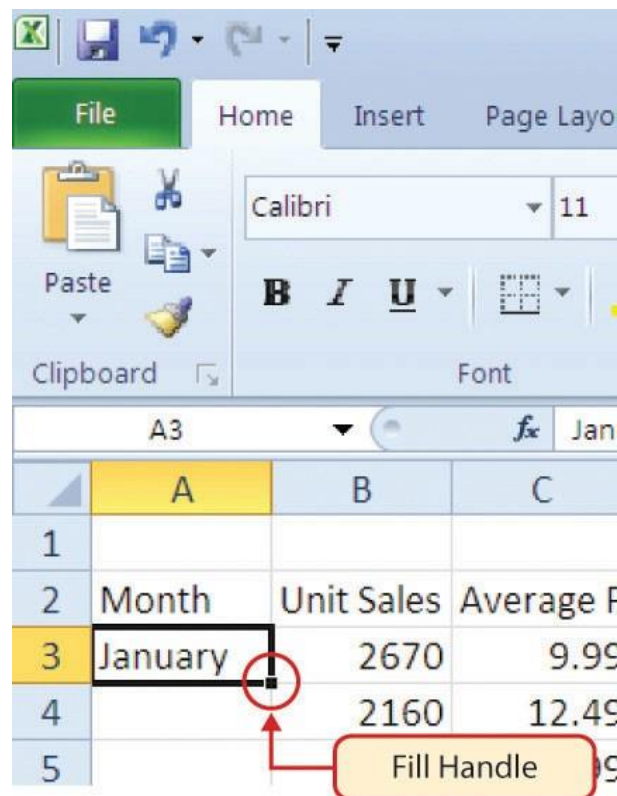 File Home Insert Page Layo
Calibri 11
Paste
B I U
Clipboard Font
A3 fx Jan
A B C
1
2 Month Unit Sales Average P
3 January 2670 9.99
4 2160 12.49
5 Fill Handle 99